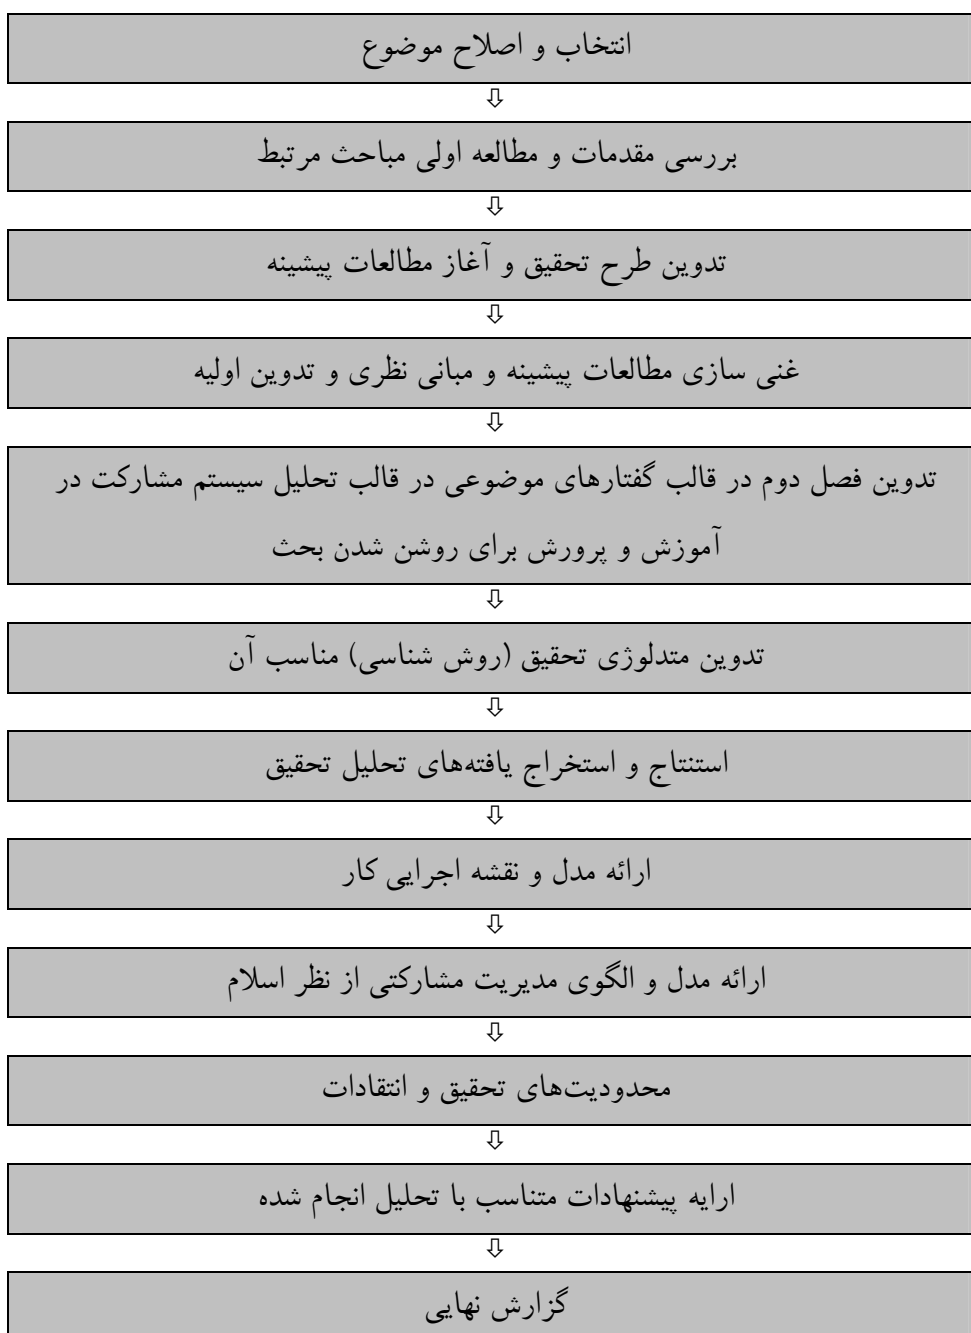 انتخاب و اصلاح موضوع
⇩
بررسی مقدمات و مطالعه اولی مباحث مرتبط
⇩
تدوین طرح تحقیق و آغاز مطالعات پیشینه
⇩
غنی سازی مطالعات پیشینه و مبانی نظری و تدوین اولیه
⇩
تدوین فصل دوم در قالب گفتارهای موضوعی در قالب تحلیل سیستم مشارکت در
آموزش و پرورش برای روشن شدن بحث
⇩
تدوین متدلوژی تحقیق (روش شناسی) مناسب آن
⇩
استنتاج و استخراج یافته‌های تحلیل تحقیق
⇩
ارائه مدل و نقشه اجرایی کار
⇩
ارائه مدل و الگوی مدیریت مشارکتی از نظر اسلام
⇩
محدودیت‌های تحقیق و انتقادات
⇩
ارایه پیشنهادات متناسب با تحلیل انجام شده
⇩
گزارش نهایی